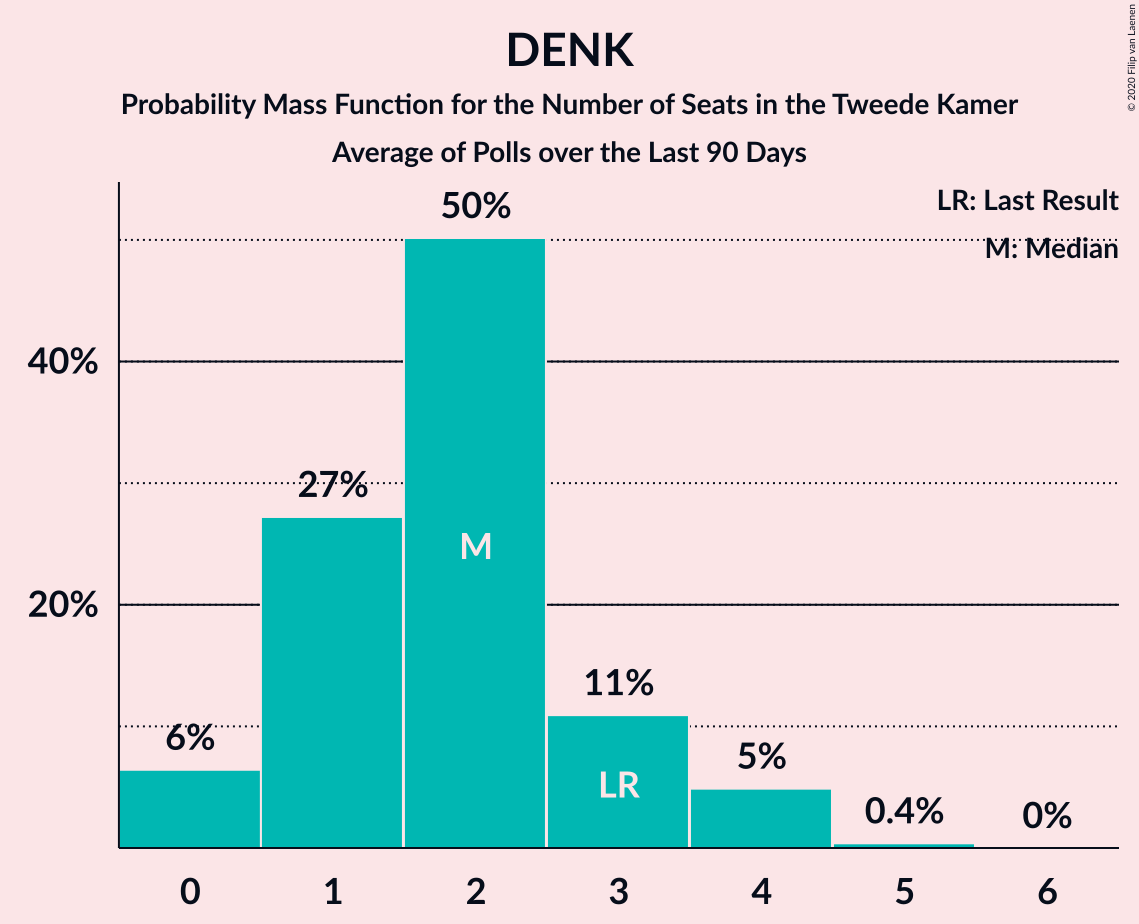 DENK
Probability Mass Function for the Number of Seats in the Tweede Kamer
Average of Polls over the Last 90 Days
© 2020 Filip van Laenen
LR: Last Result
M: Median
50%
40%
27%
M
20%
11%
6%
5%
LR
0.4%
0%
0 1 2 3 4 5 6